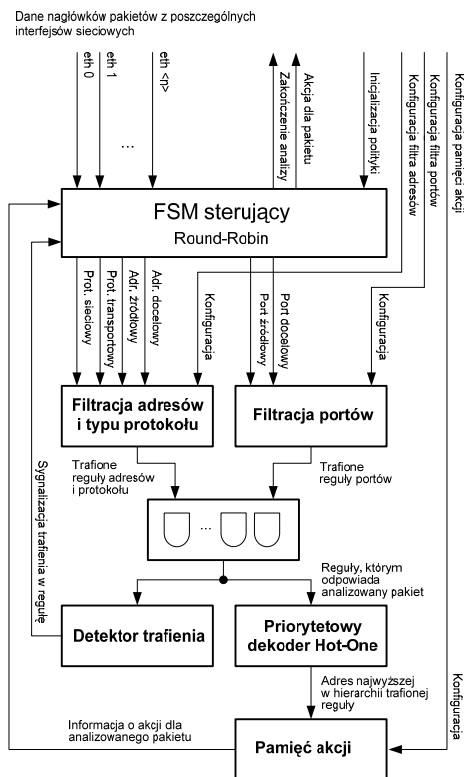 Dane nagłówków pakietów z poszczególnych
interfejsów sieciowych
eth 0
eth 1
...
eth <n>
Zakończenie analizy
Akcja dla pakietu
Inicjalizacja polityki
Konfiguracja filtra adresów
Konfiguracja filtra portów
Konfiguracja pamięci akcji
FSM sterujący
Round-Robin
Prot. sieciowy
Prot. transportowy
Adr. źródłowy
Adr. docelowy
Konfiguracja
Port źródłowy
Port docelowy
Konfiguracja
Filtracja adresów
i typu protokołu
Filtracja portów
Trafione
reguły adresów
i protokołu
Trafione
reguły portów
...
Sygnalizacja trafienia w regułę
Reguły, którym
odpowiada
analizowany pakiet
Detektor trafienia
Priorytetowy
dekoder Hot-One
Adres najwyższej
w hierarchii trafionej
reguły
Konfiguracja
Informacja o akcji dla
analizowanego pakietu
Pamięć akcji